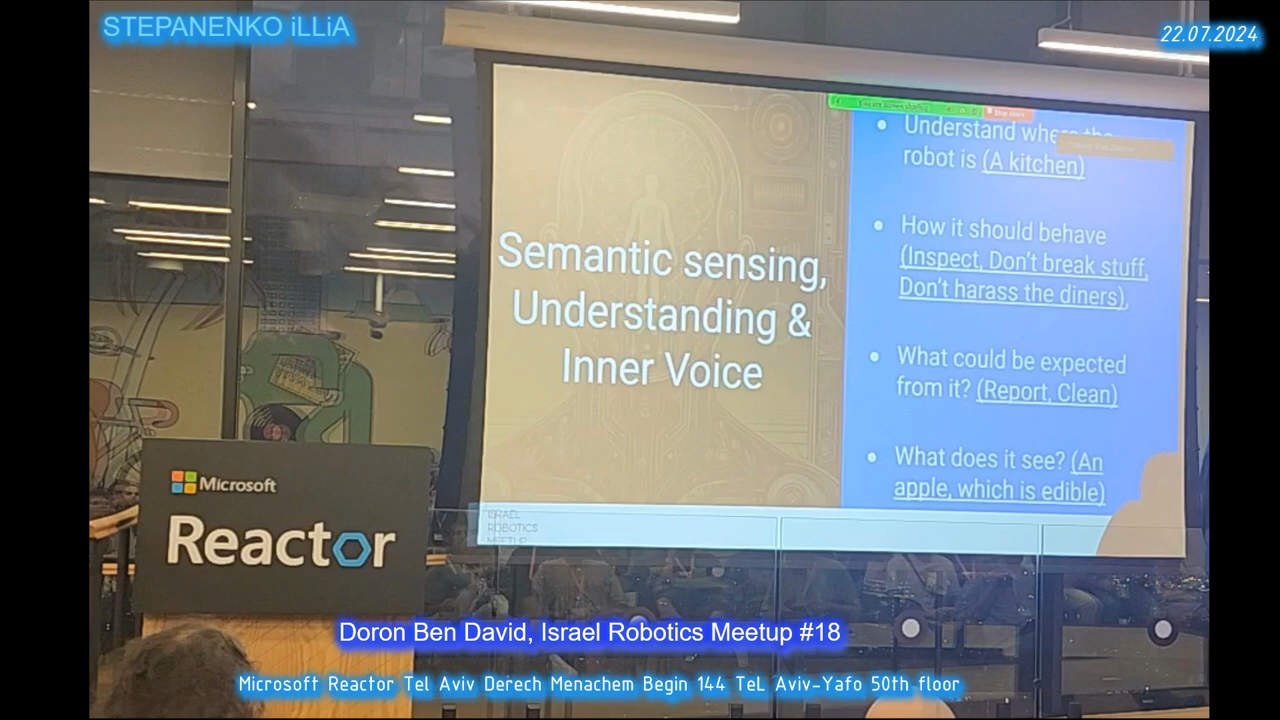 STEPANENKO iLLiA
22.07.2024
Semantic sensing,
Understanding &
Inner Voice
Stop share
• Understand where the
robot is (A kitchen)
• How it should behave
(Inspect, Don't break stuff,
Don't harass the diners),
• What could be expected
from it? (Report, Clean)
• What does it see? (An
apple, which is edible)
ISRAEL
ROBOTICS
MEETUP
Microsoft
Reactor
Doron Ben David, Israel Robotics Meetup #18
Microsoft Reactor Tel Aviv Derech Menachem Begin 144 TeL Aviv-Yafo 50th floor